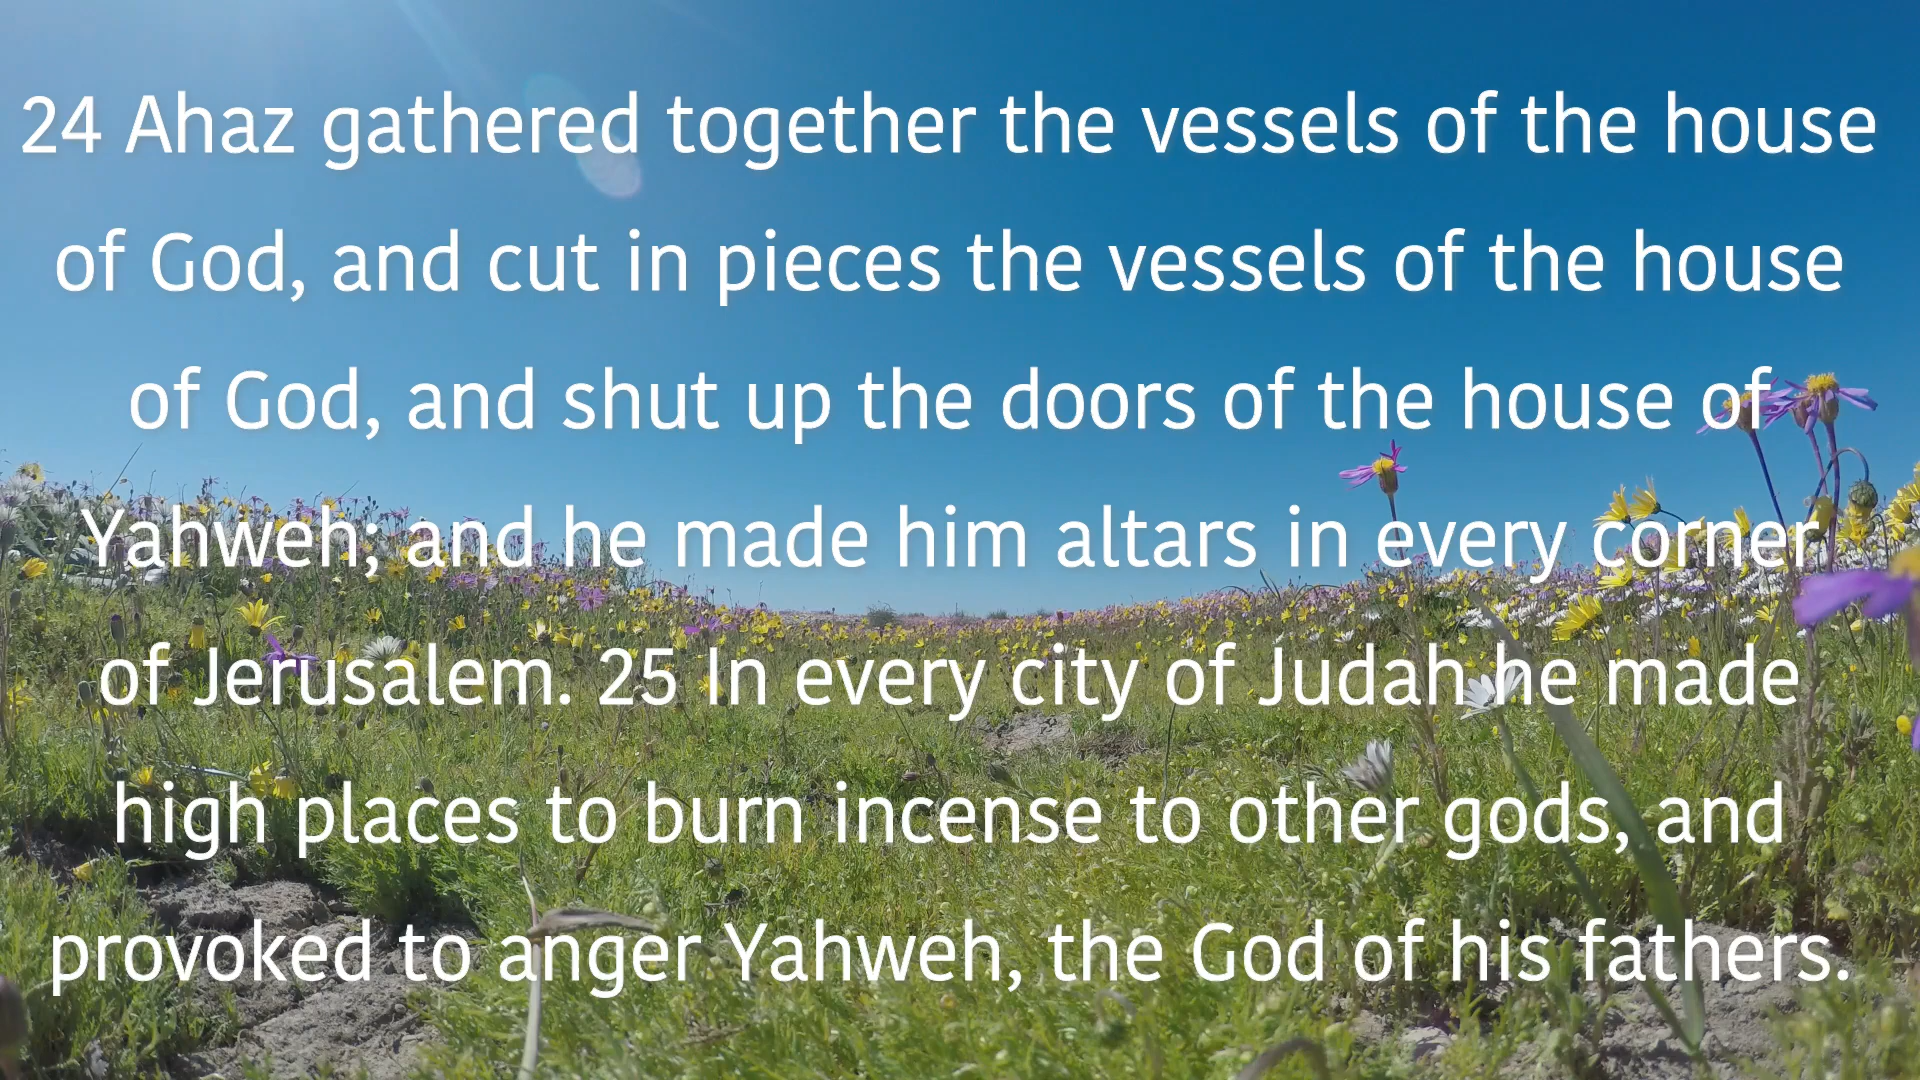 24 Ahaz gathered together the vessels of the house
of God, and cut in pieces the vessels of the house
of God, and shut up the doors of the house of
Yahweh; and he made him altars in every corner
of Jerusalem. 25 In every city of Judah he made
high places to burn incense to other gods, and
provoked to anger Yahweh, the God of his fathers.